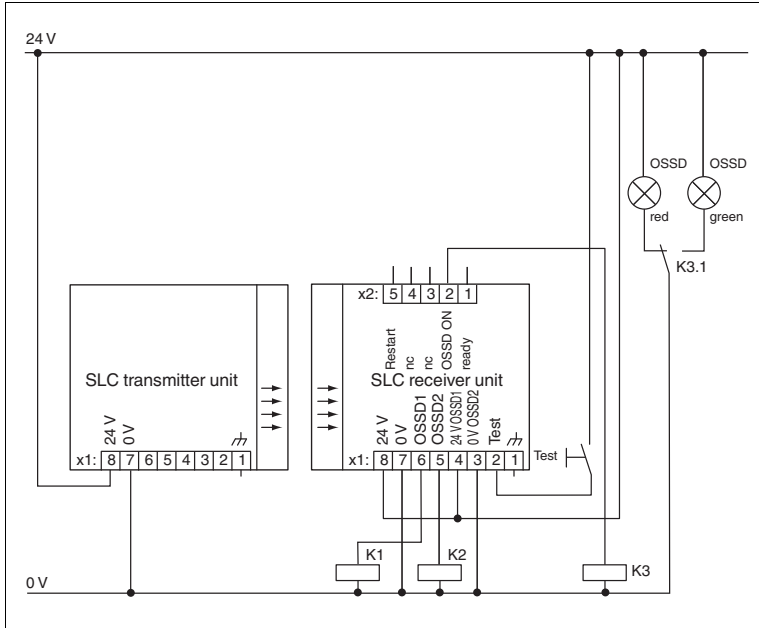 24 V
OSSD OSSD
red green
K3.1
x2: 5 4 3 2 1
Restart
nc
nc
OSSD ON
ready
SLC transmitter unit
SLC receiver unit
24 V
0 V
x1: 8 7 6 5 4 3 2 1
24 V
0 V
OSSD1
OSSD2
24 V OSSD1
0 V OSSD2
Test
x1: 8 7 6 5 4 3 2 1
Test
K1
K2
K3
0 V